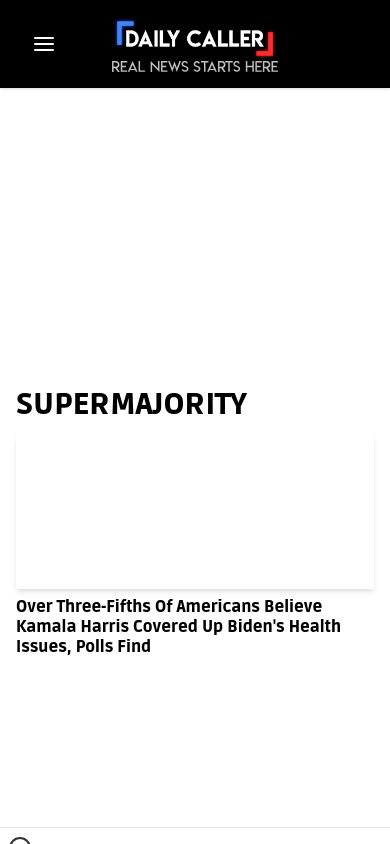 DAILY CALLER
REAL NEWS STARTS HERE
SUPERMAJORITY
Over Three-Fifths Of Americans Believe
Kamala Harris Covered Up Biden's Health
Issues, Polls Find